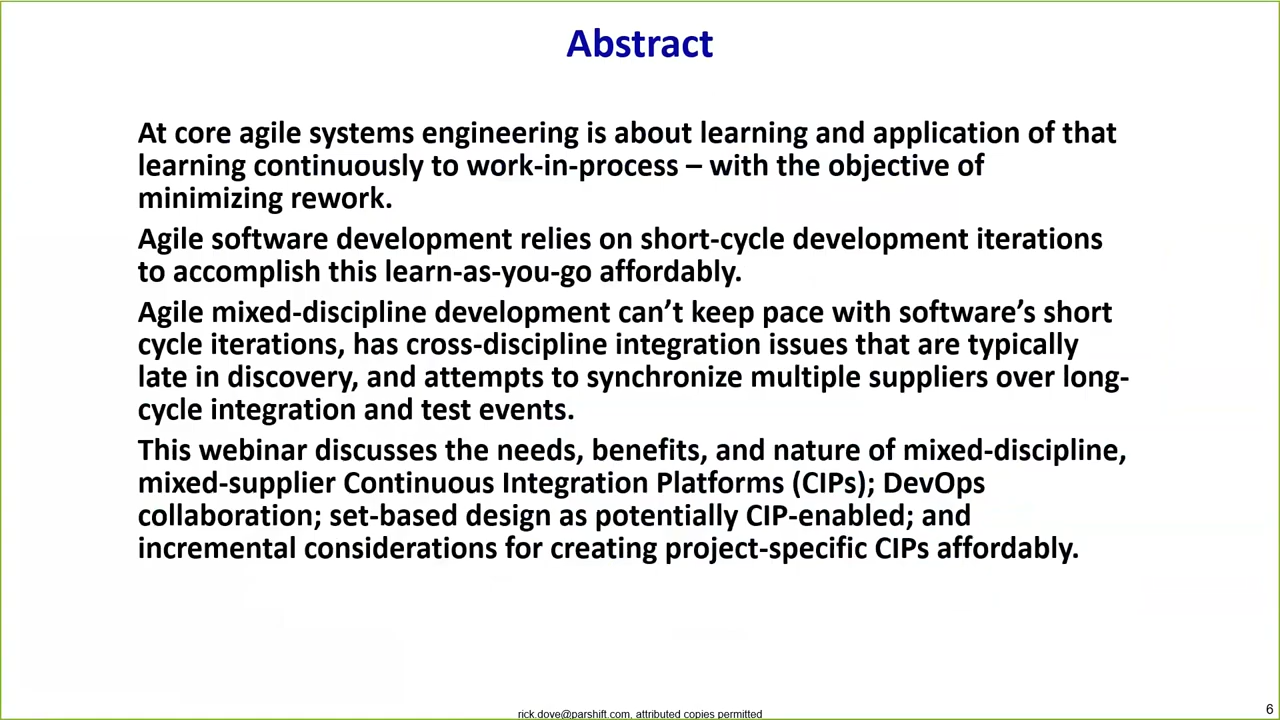 Abstract
At core agile systems engineering is about learning and application of that
learning continuously to work-in-process – with the objective of
minimizing rework.
Agile software development relies on short-cycle development iterations
to accomplish this learn-as-you-go affordably.
Agile mixed-discipline development can’t keep pace with software’s short
cycle iterations, has cross-discipline integration issues that are typically
late in discovery, and attempts to synchronize multiple suppliers over long-
cycle integration and test events.
This webinar discusses the needs, benefits, and nature of mixed-discipline,
mixed-supplier Continuous Integration Platforms (CIPs); DevOps
collaboration; set-based design as potentially CIP-enabled; and
incremental considerations for creating project-specific CIPs affordably.
rick.dove@parshift.com, attributed copies permitted
6